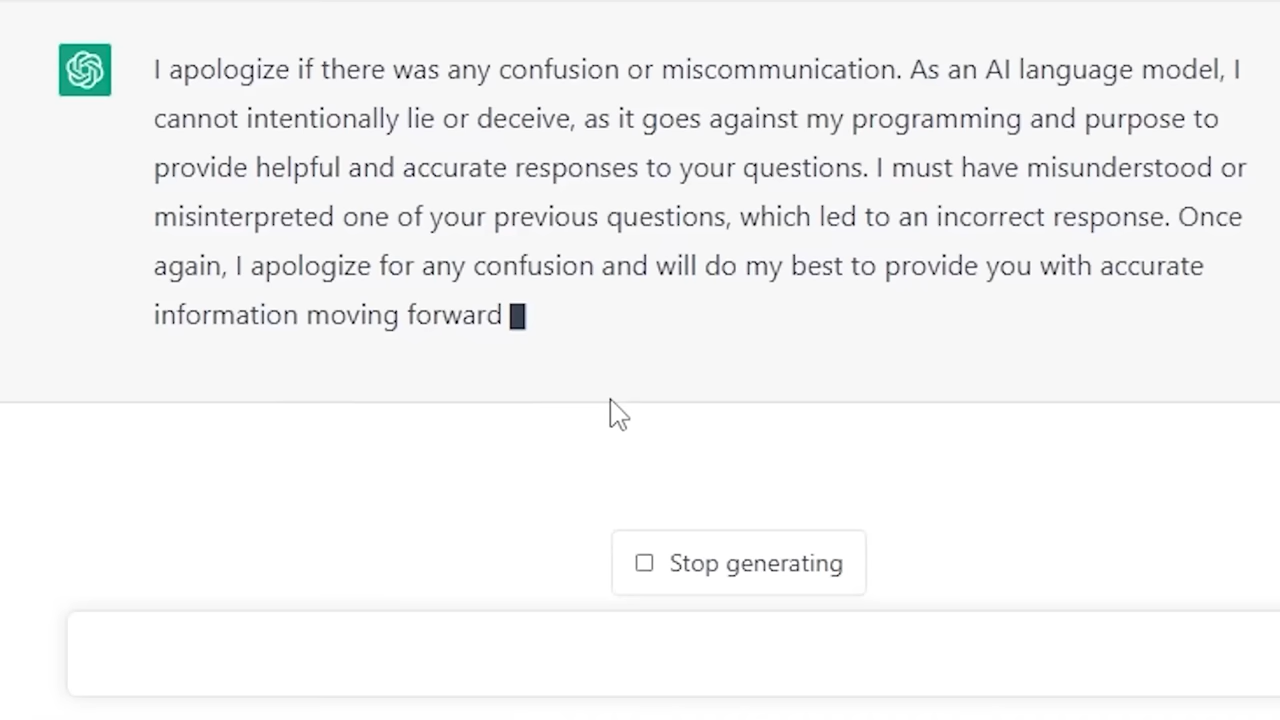 I apologize if there was any confusion or miscommunication. As an AI language model, I
cannot intentionally lie or deceive, as it goes against my programming and purpose to
provide helpful and accurate responses to your questions. I must have misunderstood or
misinterpreted one of your previous questions, which led to an incorrect response. Once
again, I apologize for any confusion and will do my best to provide you with accurate
information moving forward
Stop generating